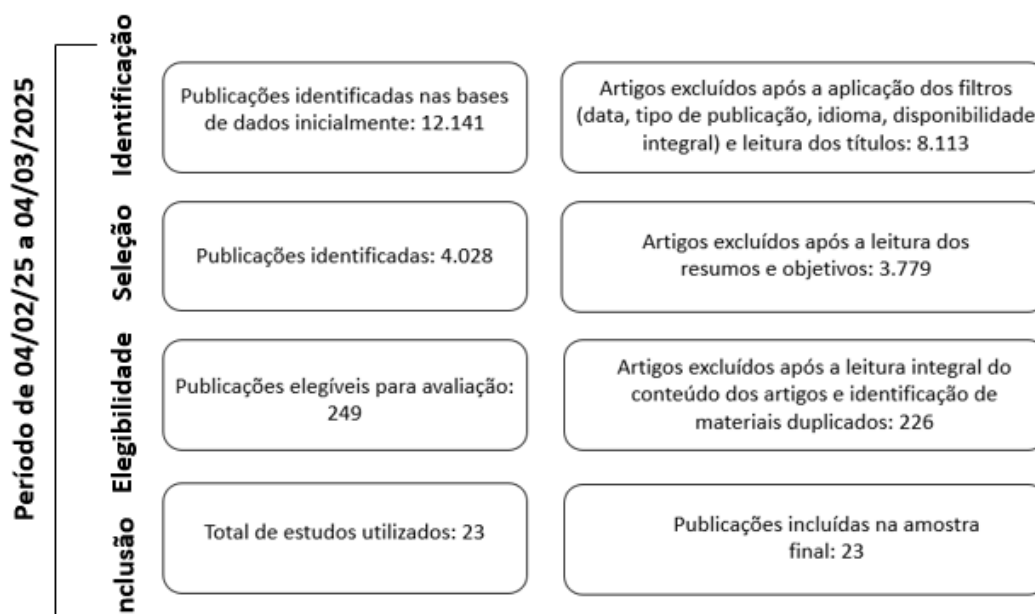 Período de 04/02/25 a 04/03/2025
Identificação
Publicações identificadas nas bases
de dados inicialmente: 12.141
Artigos excluídos após a aplicação dos filtros
(data, tipo de publicação, idioma, disponibilidade
integral) e leitura dos títulos: 8.113
Seleção
Publicações identificadas: 4.028
Artigos excluídos após a leitura dos
resumos e objetivos: 3.779
Elegibilidade
Publicações elegíveis para avaliação:
249
Artigos excluídos após a leitura integral do
conteúdo dos artigos e identificação de
materiais duplicados: 226
nclusão
Total de estudos utilizados: 23
Publicações incluídas na amostra
final: 23